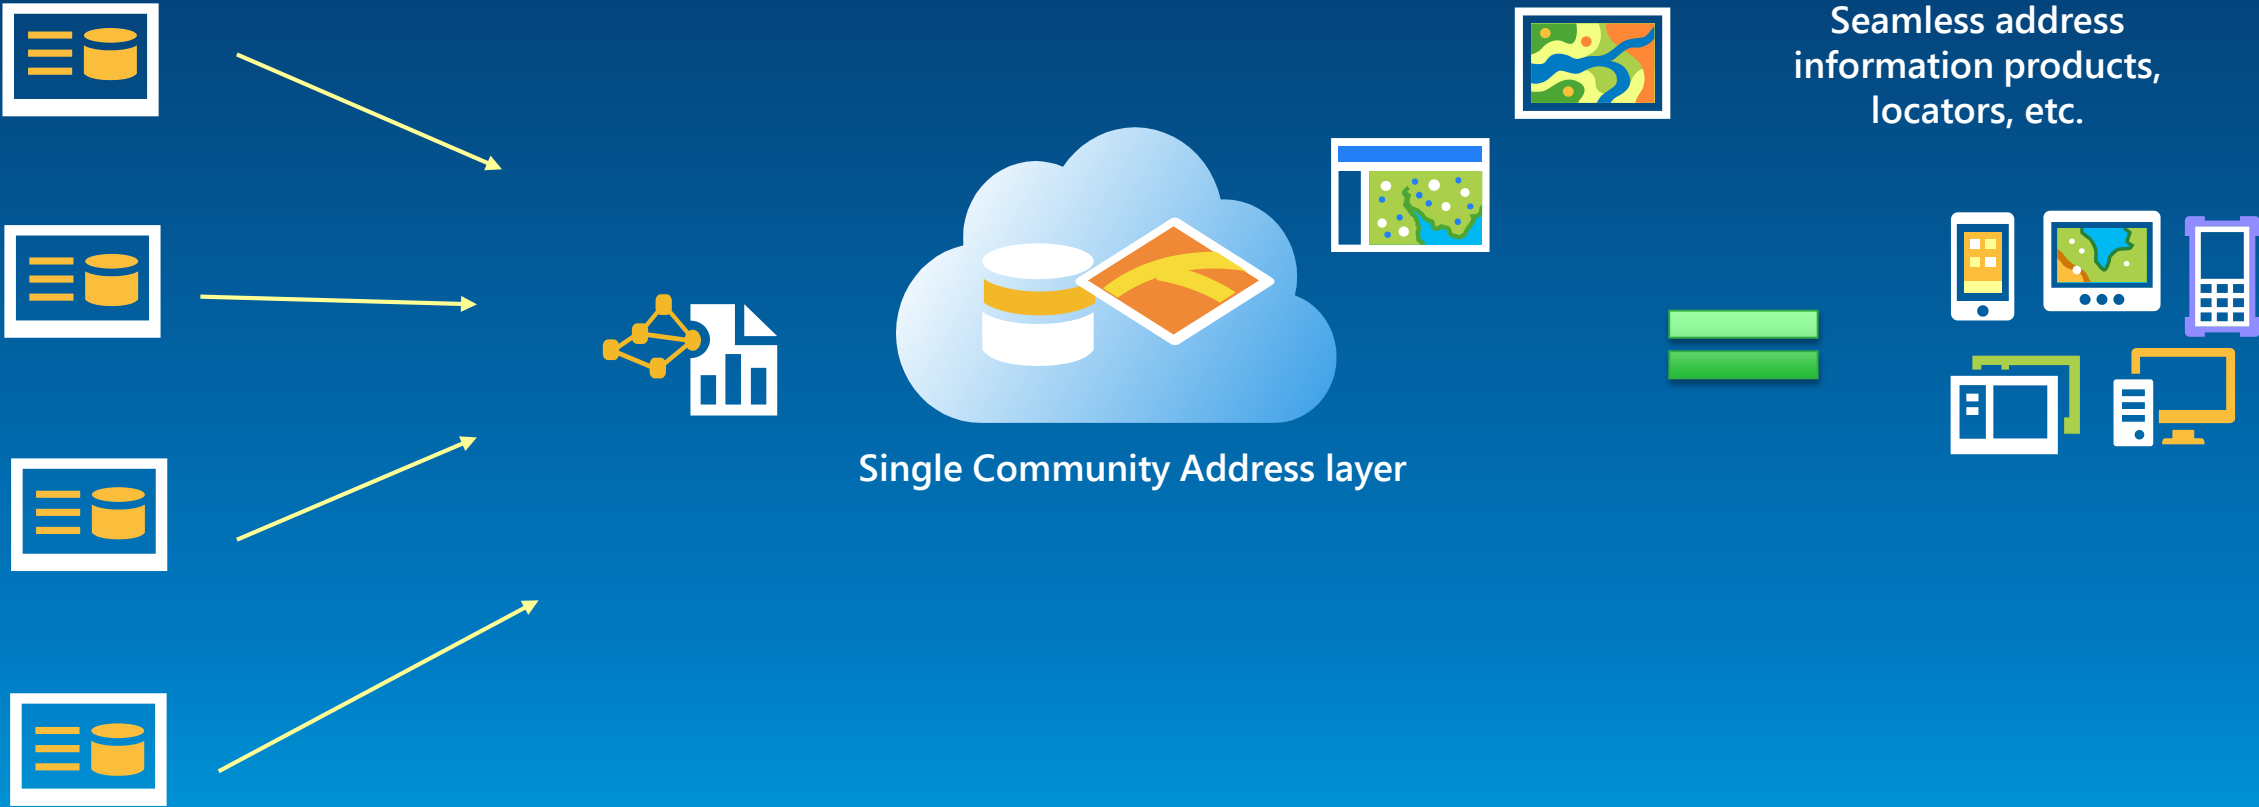 Seamless address
information products,
locators, etc.
Single Community Address layer